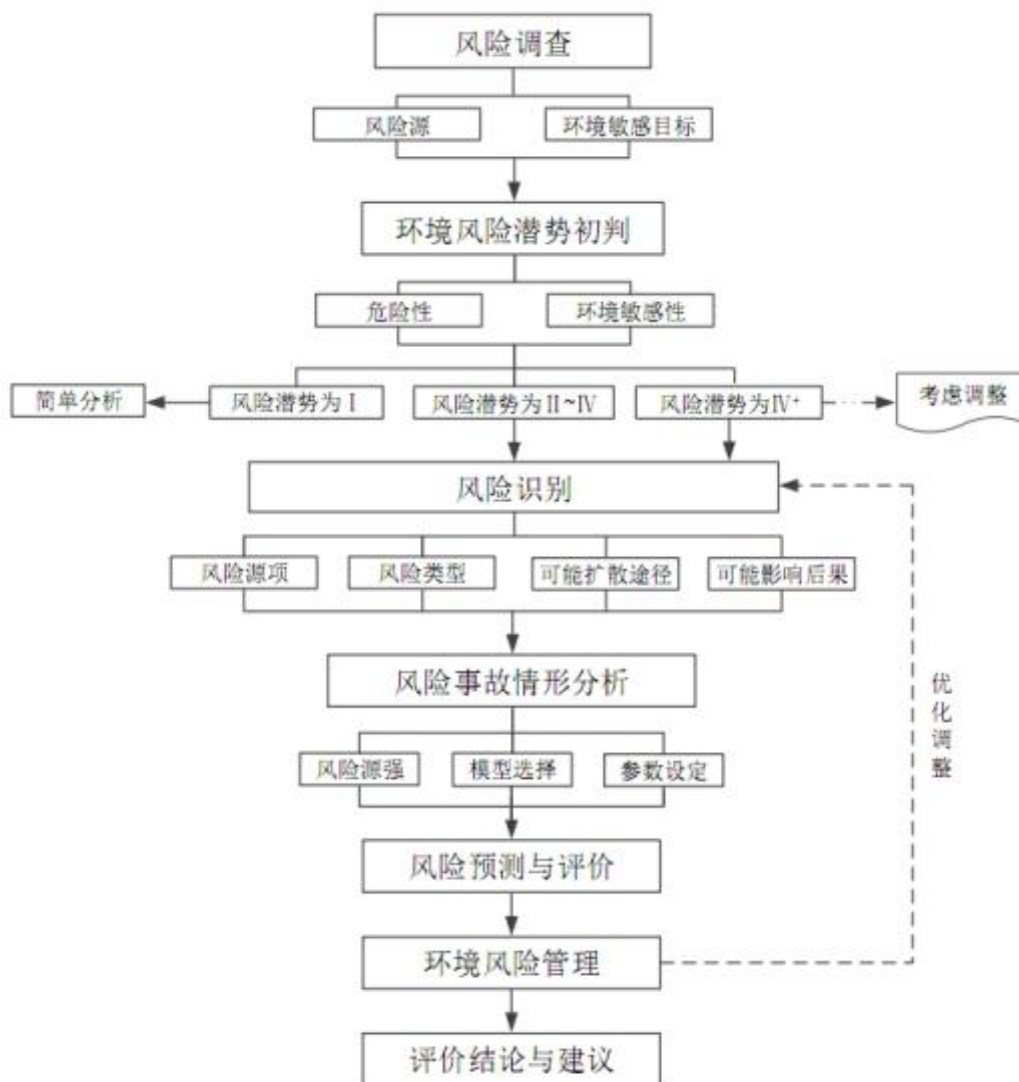 风险调查
风险源
环境敏感目标
环境风险潜势初判
危险性
环境敏感性
简单分析
风险潜势为Ⅰ
风险潜势为Ⅱ~Ⅳ
风险潜势为Ⅳ⁺
考虑调整
风险识别
风险源项
风险类型
可能扩散途径
可能影响后果
风险事故情形分析
风险源强
模型选择
参数设定
优化调整
风险预测与评价
环境风险管理
评价结论与建议